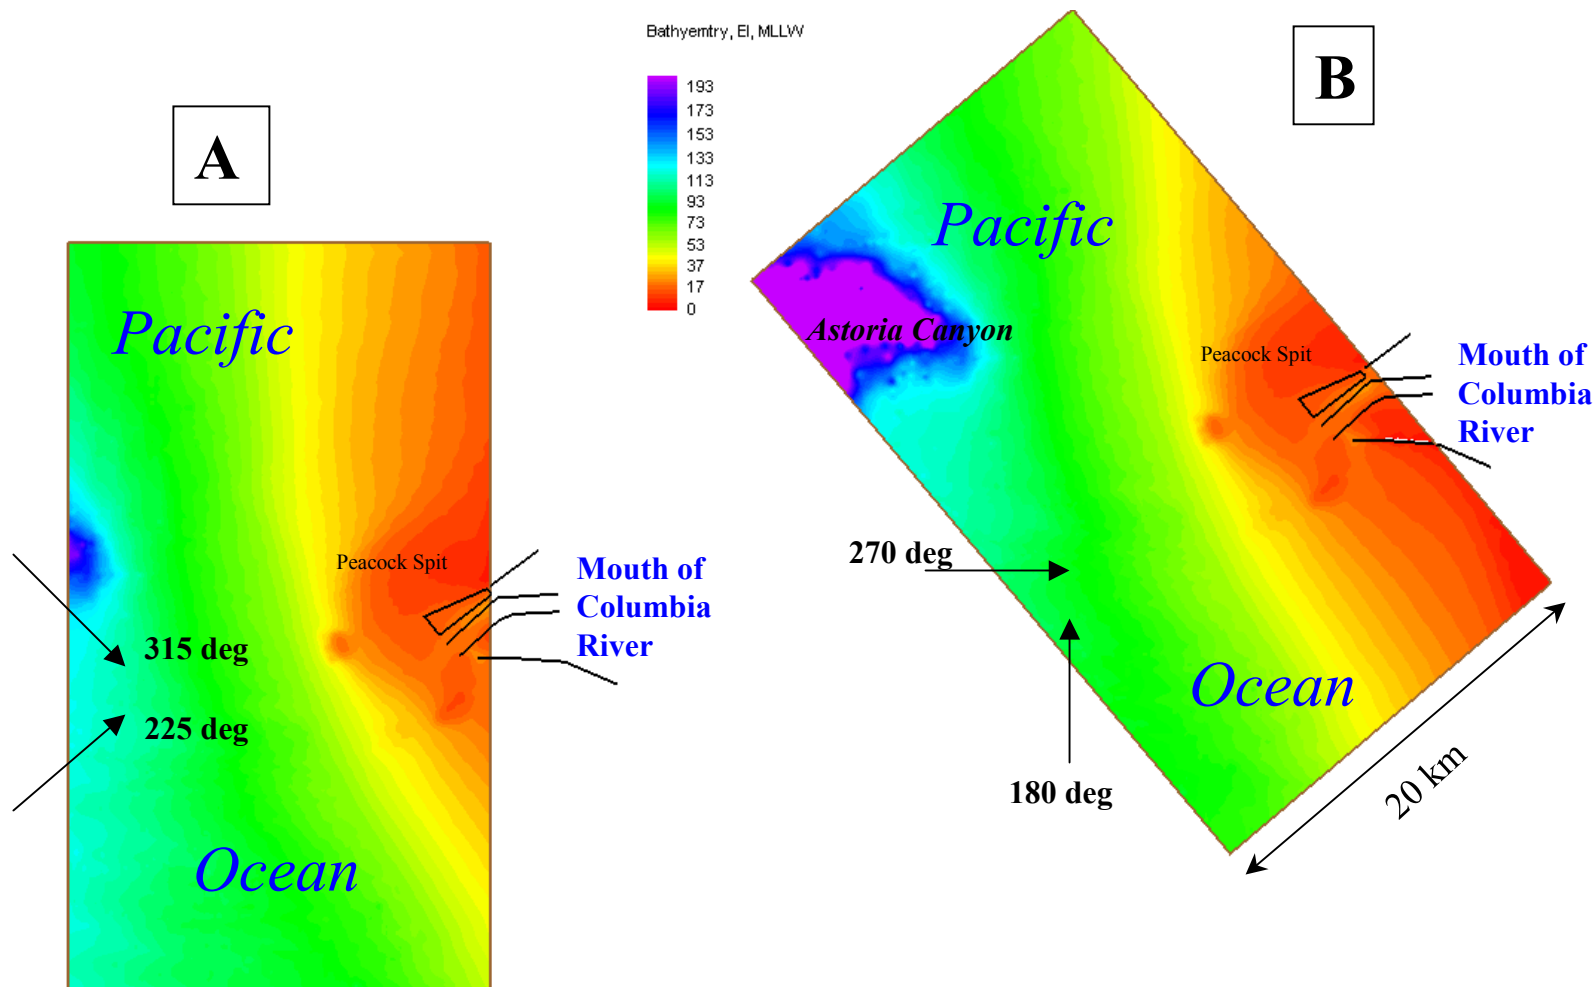 Bathyemtry, El, MLLW
193
173
153
133
113
93
73
53
37
17
0
A
Pacific
Peacock Spit
Mouth of
Columbia
River
315 deg
225 deg
Ocean
B
Pacific
Astoria Canyon
Peacock Spit
Mouth of
Columbia
River
270 deg
180 deg
Ocean
20 km